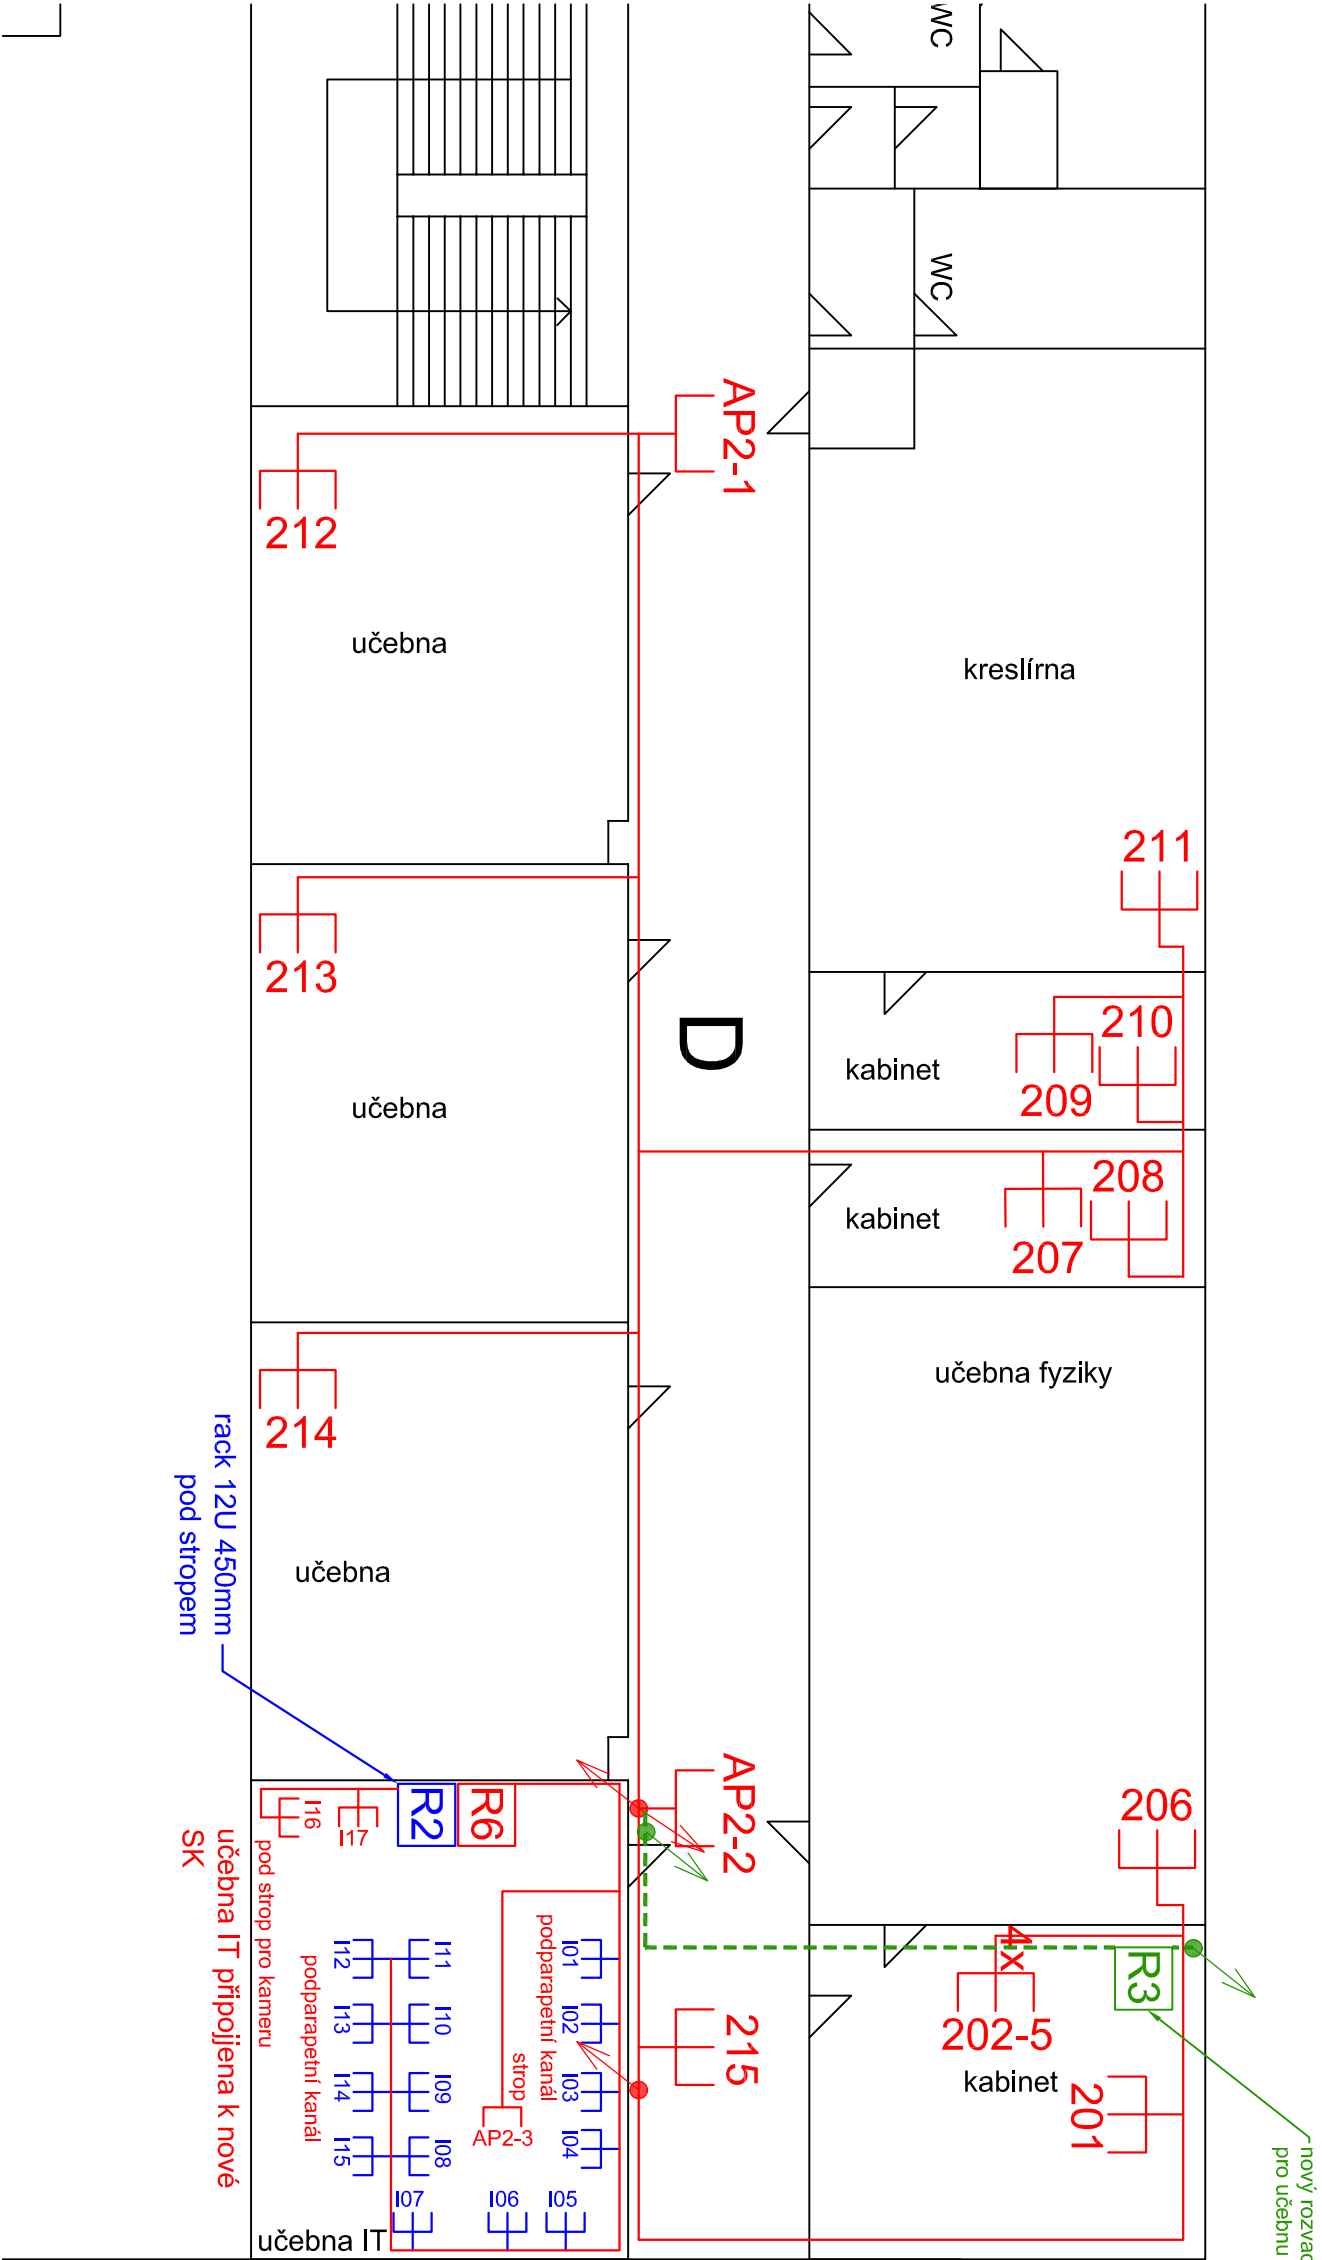 WC
WC
AP2-1
212
učebna
kreslírna
211
213
D
210
kabinet
209
učebna
208
kabinet
207
učebna fyziky
214
rack 12U 450mm
pod stropem
učebna
AP2-2
206
R2
R6
I16
I17
pod strop pro kameru
učebna IT připojjena k nové
SK
podparapetní kanál
I12
I11
I13
I10
I14
I09
I15
I08
I07
I06
I05
podparapetní kanál
I01
I02
I03
I04
strop
AP2-3
učebna IT
215
4x
R3
202-5
kabinet
201
nový
pro učebnu